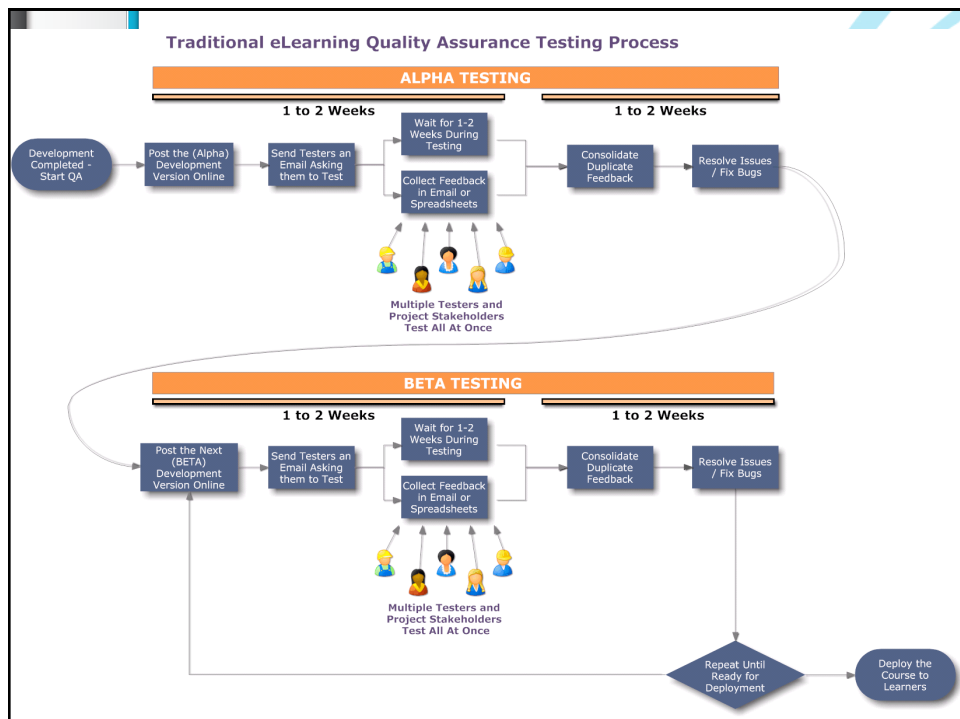 Traditional eLearning Quality Assurance Testing Process
ALPHA TESTING
1 to 2 Weeks
1 to 2 Weeks
Development
Completed -
Start QA
Post the (Alpha)
Development
Version Online
Send Testers an
Email Asking
them to Test
Wait for 1-2
Weeks During
Testing
Collect Feedback
in Email or
Spreadsheets
Consolidate
Duplicate
Feedback
Resolve Issues
/ Fix Bugs
Multiple Testers and
Project Stakeholders
Test All At Once
BETA TESTING
1 to 2 Weeks
1 to 2 Weeks
Post the Next
(BETA)
Development
Version Online
Send Testers an
Email Asking
them to Test
Wait for 1-2
Weeks During
Testing
Collect Feedback
in Email or
Spreadsheets
Consolidate
Duplicate
Feedback
Resolve Issues
/ Fix Bugs
Multiple Testers and
Project Stakeholders
Test All At Once
Repeat Until
Ready for
Deployment
Deploy the
Course to
Learners